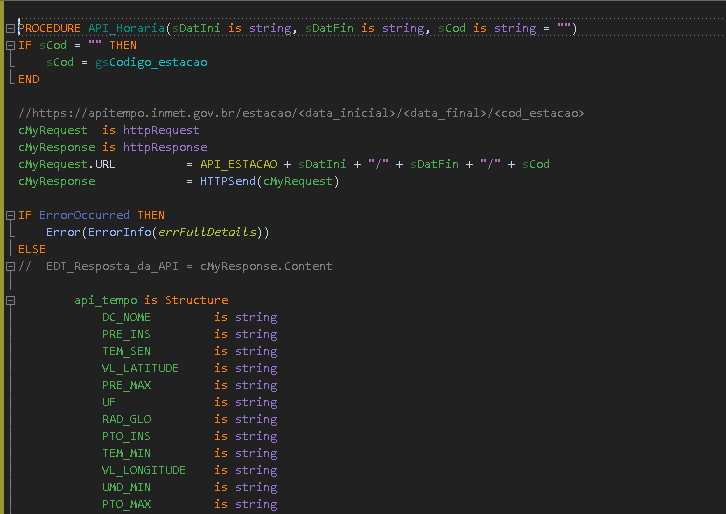 PROCEDURE API_Horaria(sDatIni is string, sDatFin is string, sCod is string = "")
IF sCod = "" THEN
sCod = gsCodigo_estacao
END
//https://apitempo.inmet.gov.br/estacao/<data_inicial>/<data_final>/<cod_estacao>
cMyRequest is httpRequest
cMyResponse is httpResponse
cMyRequest.URL = API_ESTACAO + sDatIni + "/" + sDatFin + "/" + sCod
cMyResponse = HTTPSend(cMyRequest)
IF ErrorOccurred THEN
Error(ErrorInfo(errFullDetails))
ELSE
// EDT_Resposta_da_API = cMyResponse.Content
api_tempo is Structure
DC_NOME is string
PRE_INS is string
TEM_SEN is string
VL_LATITUDE is string
PRE_MAX is string
UF is string
RAD_GLO is string
PTO_INS is string
TEM_MIN is string
VL_LONGITUDE is string
UMD_MIN is string
PTO_MAX is string